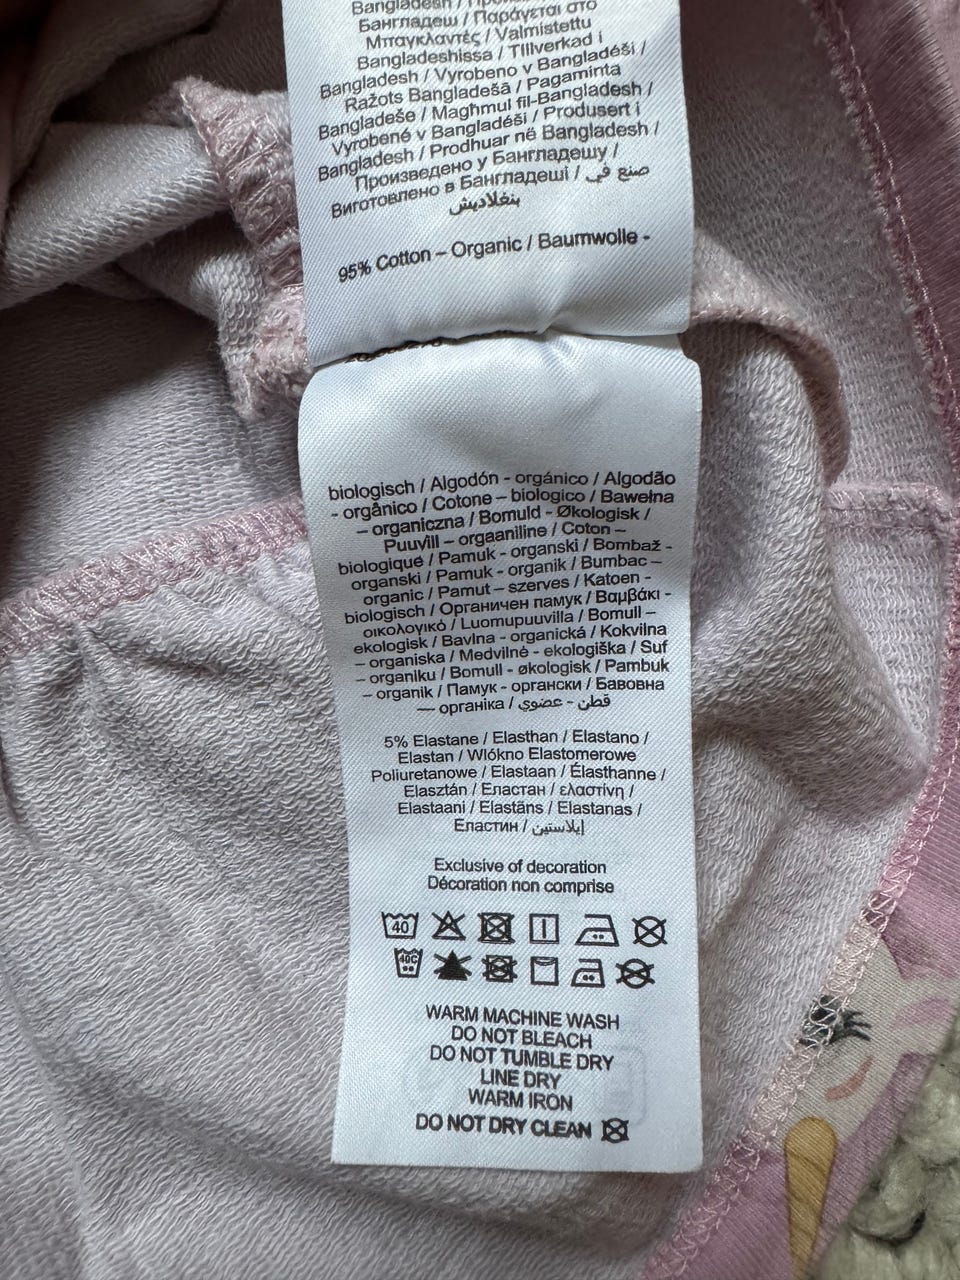 Bangladesh /
Бангладеш / Παράγεται στο
Μπαγκλαντές / Valmistettu
Bangladeshissa / Tillverkad i
Bangladesh / Vyrobeno v Bangladéši /
Ražots Bangladešā / Pagaminta
Bangladeše / Magħmul fil-Bangladesh /
Vyrobené v Bangladéši / Produsert i
Bangladesh / Prodhuar në Bangladesh /
Произведено у Бангладешу /
Виготовлено в Бангладеші / صنع في
بنغلاديش
95% Cotton – Organic / Baumwolle -
biologisch / Algodón - orgánico / Algodão
- orgânico / Cotone – biologico / Bawełna
– organiczna / Bomuld - Økologisk /
Puuvill – orgaaniline / Coton –
biologique / Pamuk - organski / Bombaž -
organski / Pamuk - organik / Bumbac –
organic / Pamut – szerves / Katoen -
biologisch / Органичен памук / Βαμβάκι -
οικολογικό / Luomupuuvilla / Bomull –
ekologisk / Bavlna - organická / Kokvilna
– organiska / Medvilnė - ekologiška / Suf
– organiku / Bomull - økologisk / Pambuk
– organik / Памук - органски / Бавовна
— органіка / قطن - عضوي
5% Elastane / Elasthan / Elastano /
Elastan / Wlókno Elastomerowe
Poliuretanowe / Elastaan / Élasthanne /
Elasztán / Еластан / ελαστίνη /
Elastaani / Elastāns / Elastanas /
Еластин / إيلاستين
Exclusive of decoration
Décoration non comprise
40
40C
WARM MACHINE WASH
DO NOT BLEACH
DO NOT TUMBLE DRY
LINE DRY
WARM IRON
DO NOT DRY CLEAN